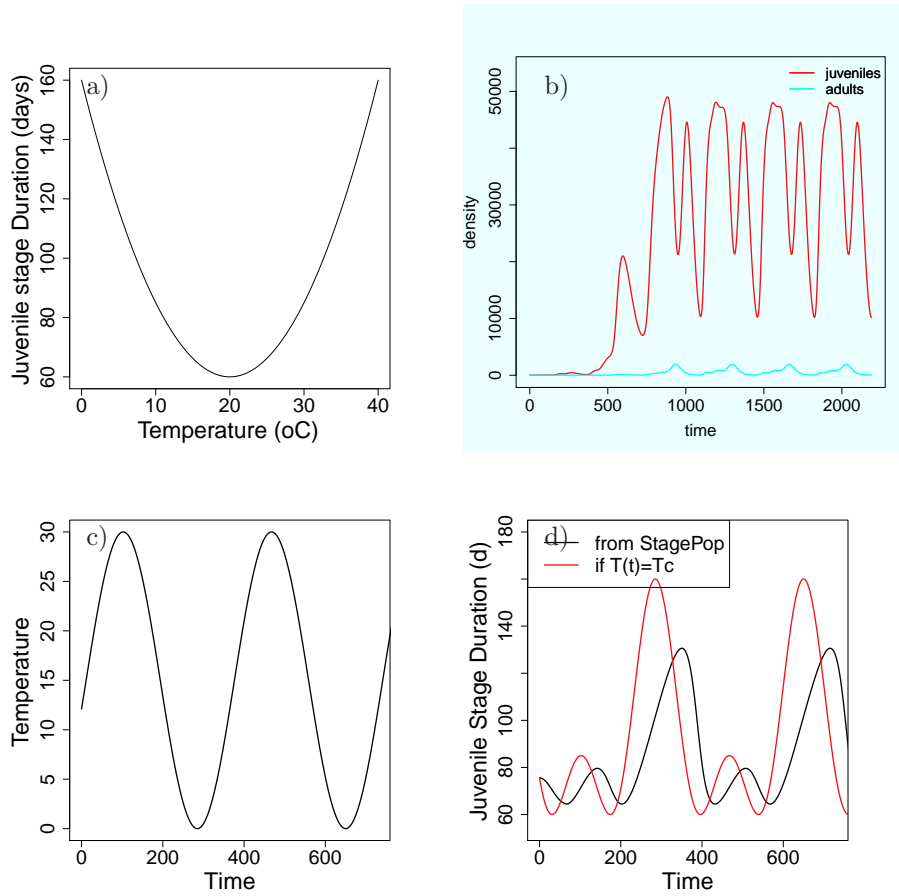 a)
Juvenile stage Duration (days)
60
80
100
120
140
160
0
10
20
30
40
Temperature (oC)
b)
juveniles
adults
density
0
10000
30000
50000
0
500
1000
1500
2000
time
c)
Temperature
0
5
10
15
20
25
30
0
200
400
600
Time
d)
from StagePop
if T(t)=Tc
Juvenile Stage Duration (d)
60
80
100
140
180
0
200
400
600
Time